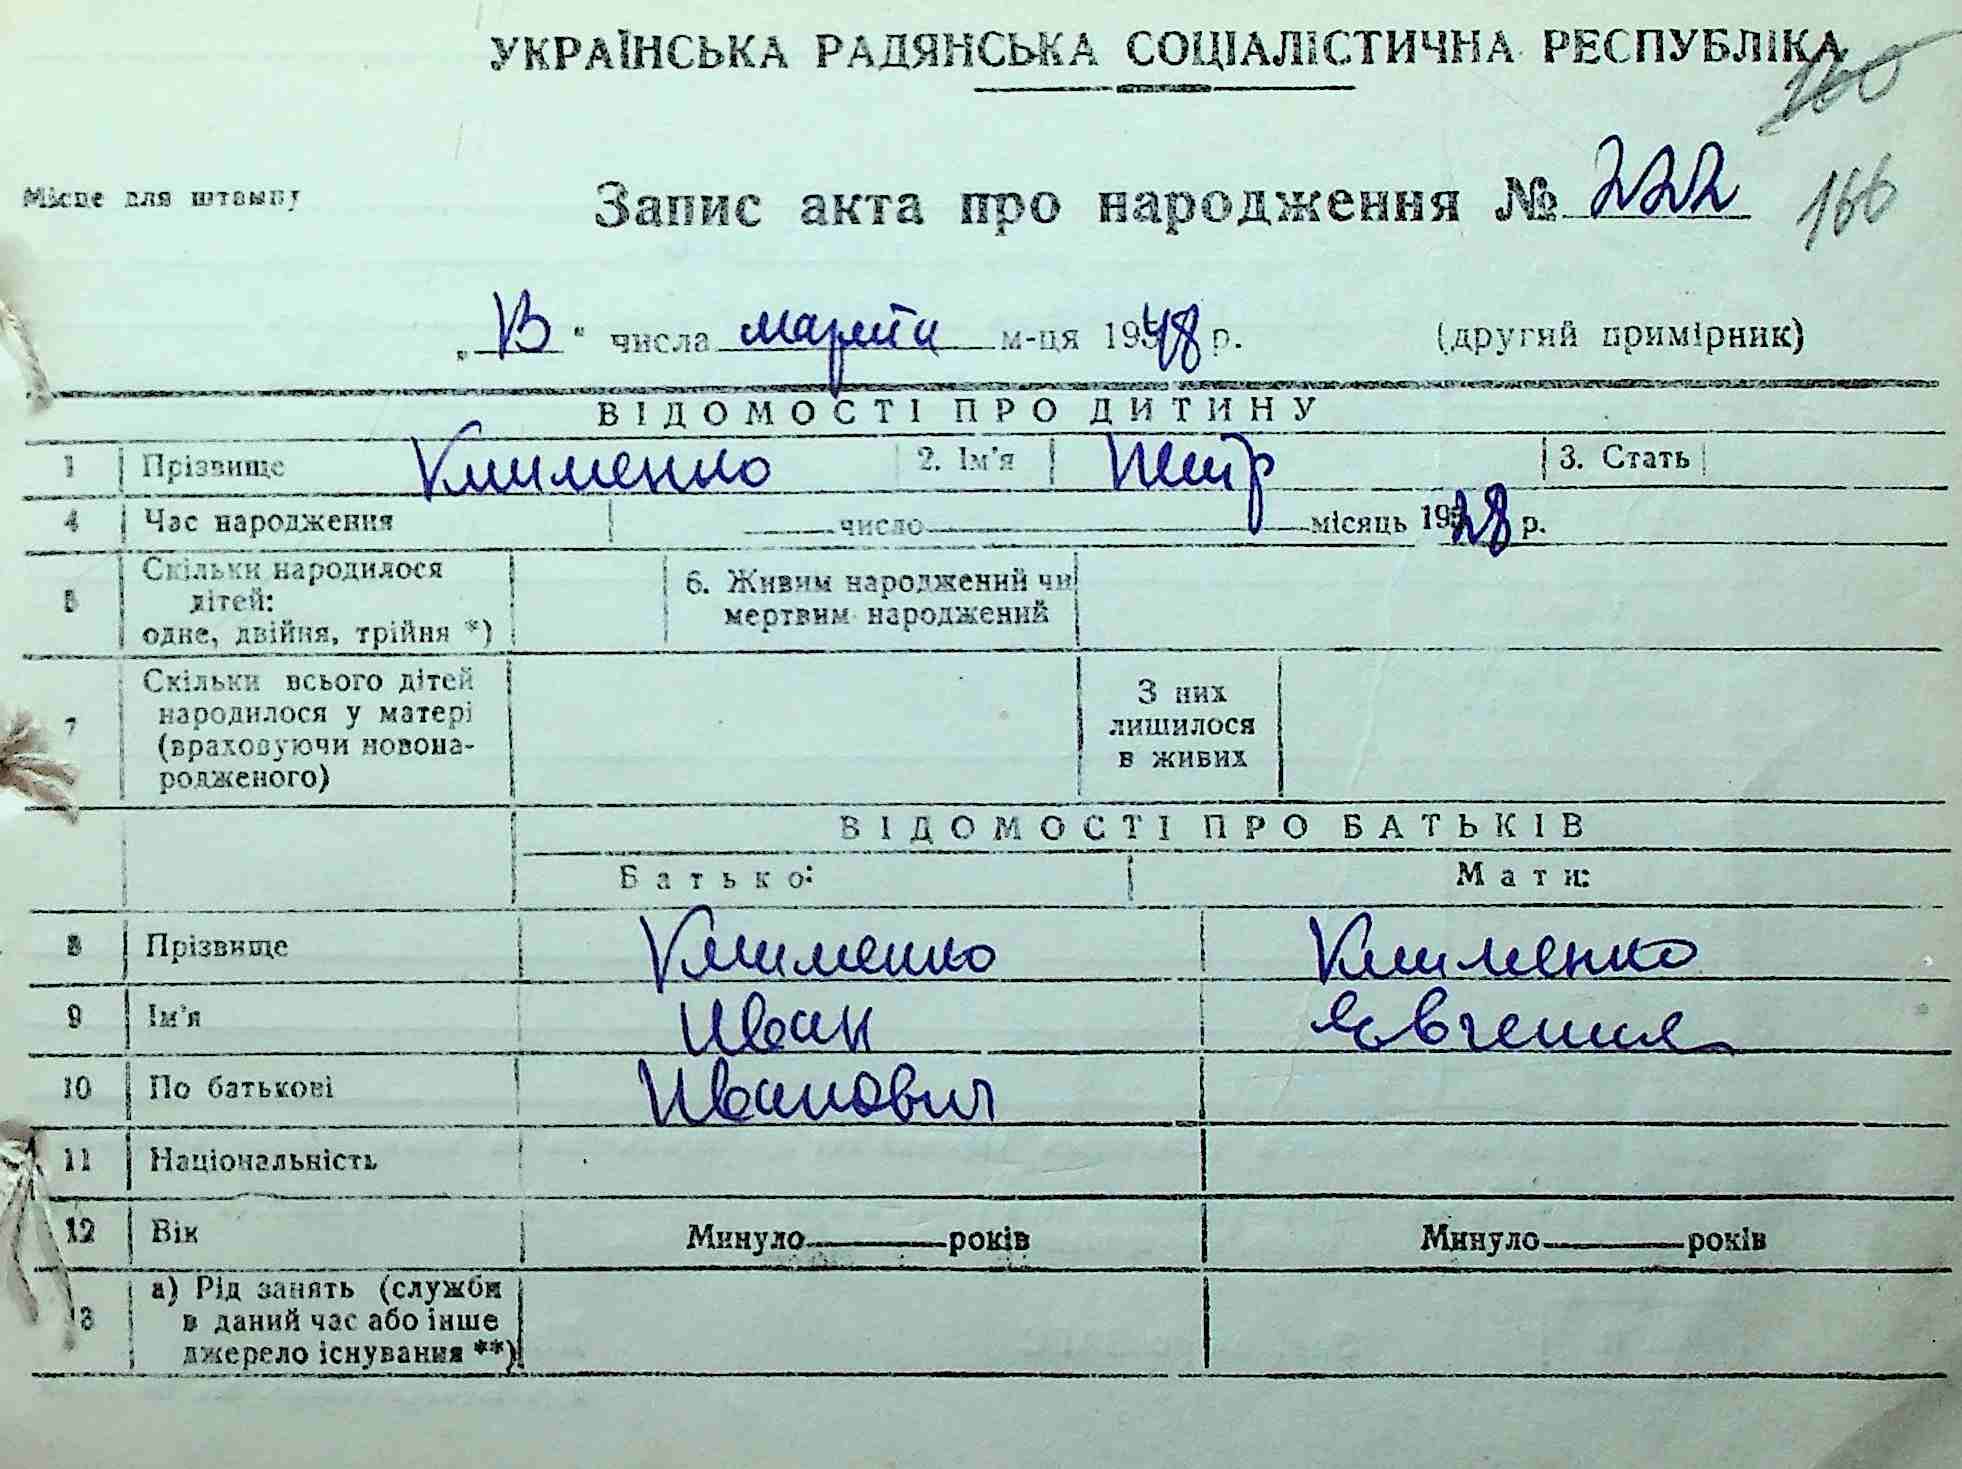 УКРАЇНСЬКА РАДЯНСЬКА СОЦІАЛІСТИЧНА РЕСПУБЛІКА
160
Місце для штампу Запис акта про народження № 222 166
„ 13 " числа марта м-ця 1948 р. (другий примірник)
ВІДОМОСТІ ПРО ДИТИНУ
1 Прізвище Клименко 2. Ім'я Петр 3. Стать
4 Час народження число місяць 1928 р.
5 Скільки народилося дітей: одне, двійня, трійня *) 6. Живим народжений чи мертвим народжений
7 Скільки всього дітей народилося у матері (враховуючи новона-родженого) З них лишилося в живих
ВІДОМОСТІ ПРО БАТЬКІВ
Батько: Мати:
8 Прізвище Клименко Клименко
9 Ім'я Иван Евгения
10 По батькові Иванович
11 Національність
12 Вік Минуло років Минуло років
13 а) Рід занять (служби в даний час або інше джерело існування **)